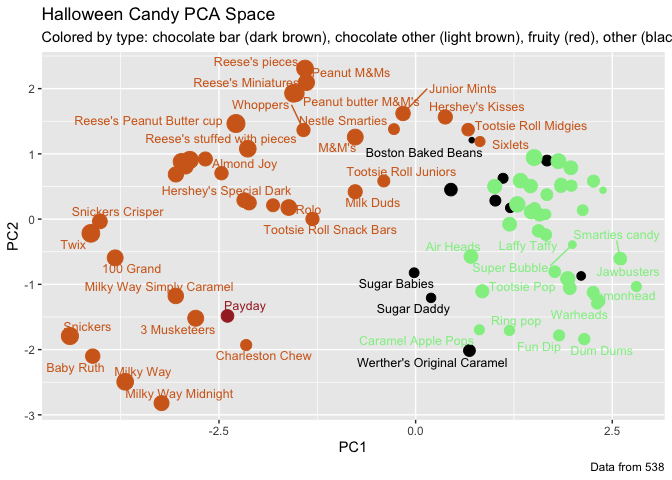 Halloween Candy PCA Space
Colored by type: chocolate bar (dark brown), chocolate other (light brown), fruity (red), other (blac
Reese's pieces
Peanut M&Ms
Reese's Miniatures
Junior Mints
Peanut butter M&M's
Whoppers
Hershey's Kisses
Reese's Peanut Butter cup
Nestle Smarties
Tootsie Roll Midgies
Reese's stuffed with pieces
M&M's
Sixlets
Boston Baked Beans
Almond Joy
Tootsie Roll Juniors
Hershey's Special Dark
Milk Duds
Snickers Crisper
Rolo
Tootsie Roll Snack Bars
Smarties candy
Twix
Air Heads
Laffy Taffy
100 Grand
Super Bubble
Jawbusters
Milky Way Simply Caramel
Sugar Babies
Tootsie Pop
Payday
Sugar Daddy
Warheads
Snickers
3 Musketeers
Ring pop
Charleston Chew
Caramel Apple Pops
Fun Dip
Dum Dums
Baby Ruth
Milky Way
Werther's Original Caramel
Milky Way Midnight
2
1
0
-1
-2
-3
PC2
-2.5
0.0
2.5
PC1
Data from 538